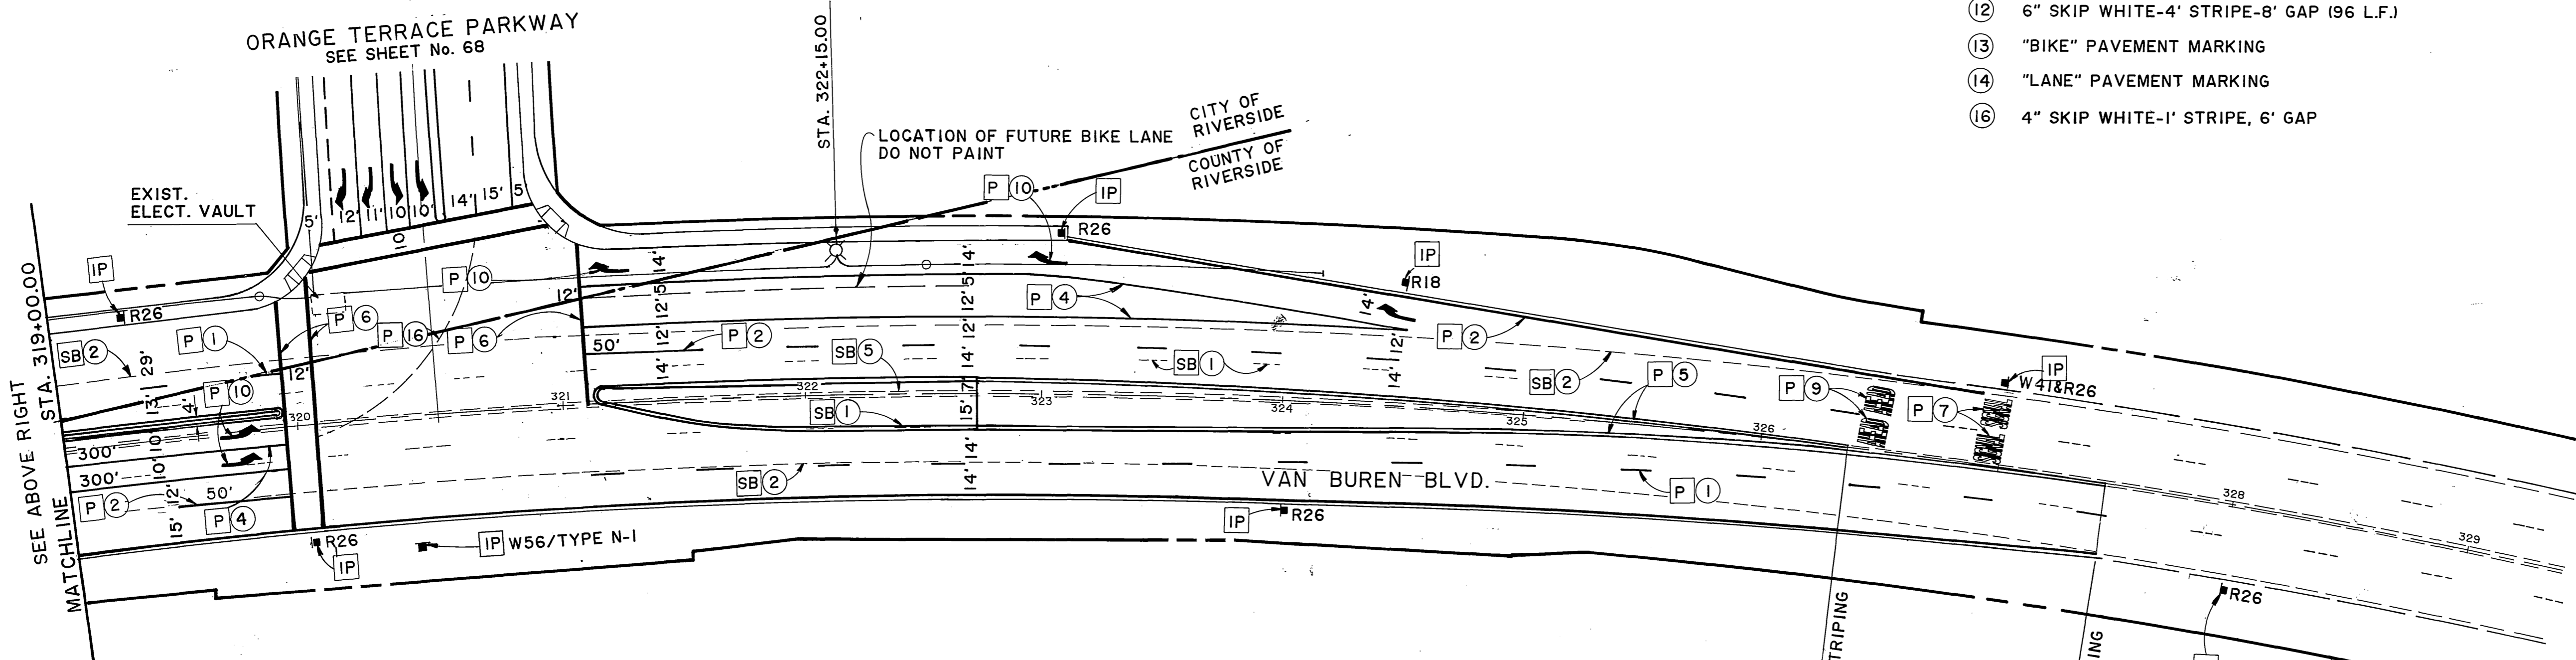 ORANGE TERRACE PARKWAY
SEE SHEET No. 68
12 6" SKIP WHITE-4' STRIPE-8' GAP (96 L.F.)
13 "BIKE" PAVEMENT MARKING
14 "LANE" PAVEMENT MARKING
16 4" SKIP WHITE-1' STRIPE, 6' GAP
STA. 322+15.00
LOCATION OF FUTURE BIKE LANE
DO NOT PAINT
CITY OF
RIVERSIDE
COUNTY OF
RIVERSIDE
EXIST.
ELECT. VAULT
5' 12' 11' 10' 10' 14' 15' 5'
10
P 10
IP
R26
IP
R26
P 10
12'
14'
5'
12'
12'
14'
14'
5'
12'
12'
14'
7'
15'
14'
14'
IP
R18
14'
12'
14'
P 4
P 2
P 6
P 16
P 6
P 2
50'
SB 5
SB 1
SB 2
P 5
P 1
SB 2
29'
12'
P 10
13'
4'
10'
10'
12'
15'
300'
300'
50'
P 2
P 4
320
321
322
323
324
325
326
328
329
SB 1
SB 2
VAN BUREN BLVD.
P 1
P 9
P 7
IP
W41&R26
R26
IP
IP W56/TYPE N-1
IP
R26
R26
SEE ABOVE RIGHT
MATCHLINE STA. 319+00.00
TRIPING
ING